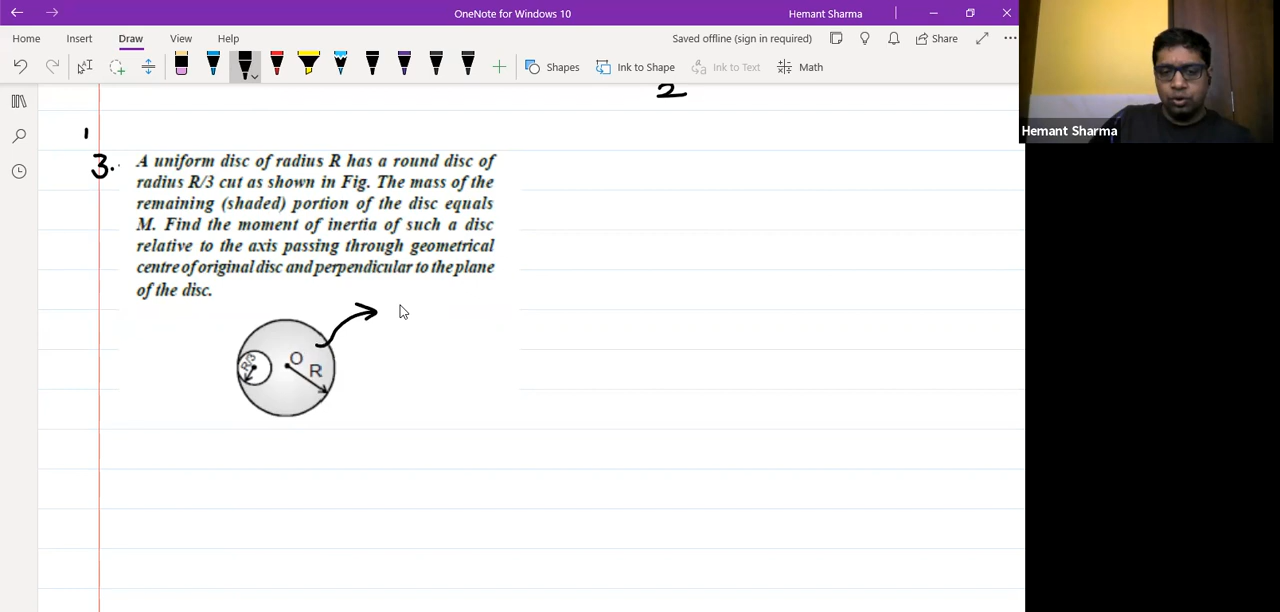 OneNote for Windows 10
Hemant Sharma
Home Insert Draw View Help
Saved offline (sign in required)
Share
Shapes
Ink to Shape
Ink to Text
Math
Hemant Sharma
2
3.
A uniform disc of radius R has a round disc of
radius R/3 cut as shown in Fig. The mass of the
remaining (shaded) portion of the disc equals
M. Find the moment of inertia of such a disc
relative to the axis passing through geometrical
centre of original disc and perpendicular to the plane
of the disc.
R/3
O
R